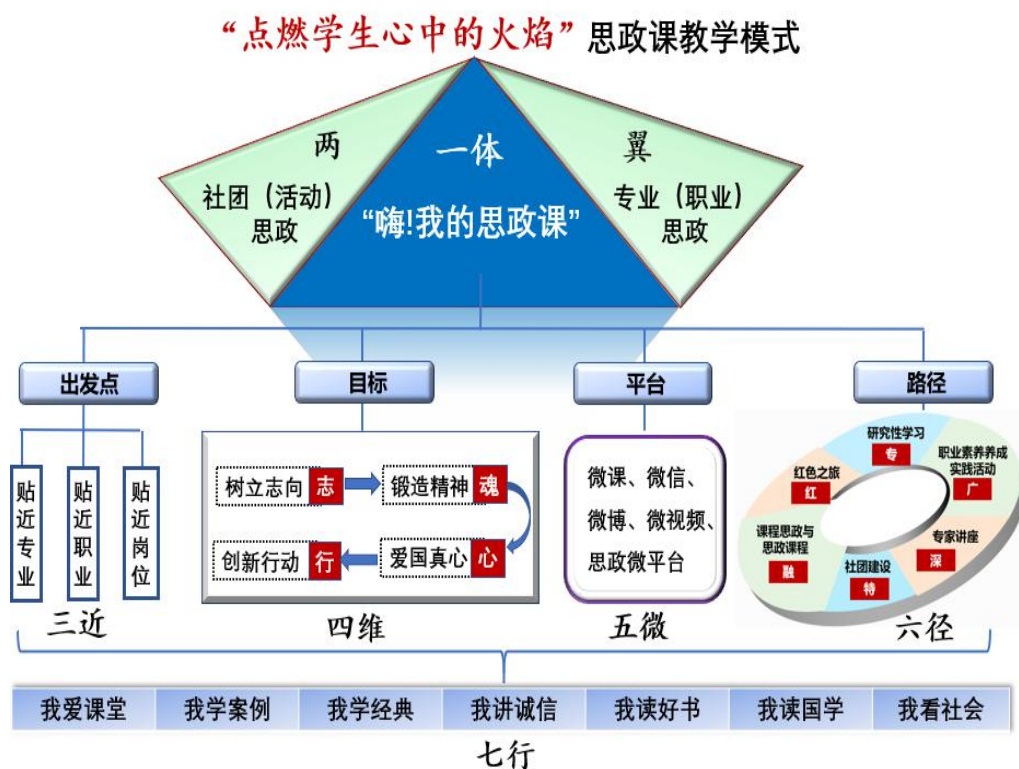 “点燃学生心中的火焰”思政课教学模式
两
社团（活动）
思政
一体
“嗨!我的思政课”
翼
专业（职业）
思政
出发点
目标
平台
路径
贴近专业
贴近职业
贴近岗位
三近
树立志向 志
锻造精神 魂
创新行动 行
爱国真心 心
四维
微课、微信、
微博、微视频、
思政微平台
五微
研究性学习
专
职业素养养成
实践活动
广
专家讲座
深
社团建设
特
课程思政与
思政课程
融
红色之旅
红
六径
我爱课堂
我学案例
我学经典
我讲诚信
我读好书
我读国学
我看社会
七行